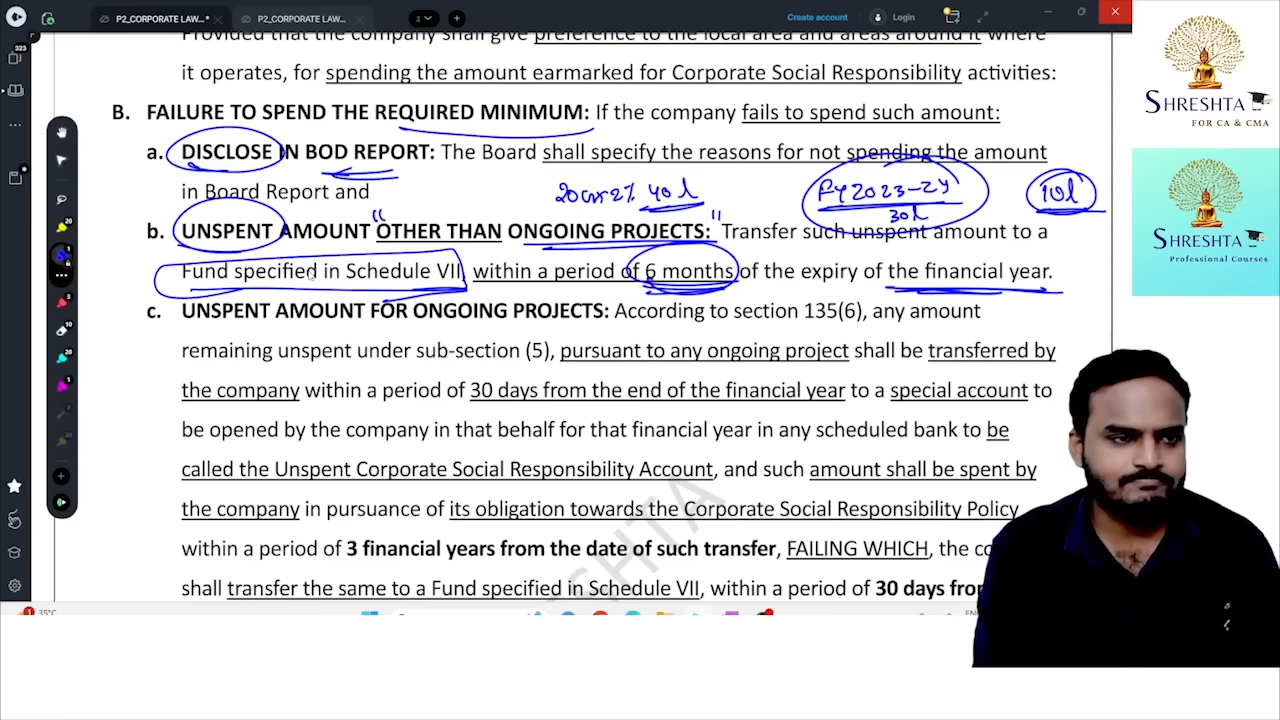 P2_CORPORATE LAW...* P2_CORPORATE LAW... 2 Create account Login
323
Provided that the company shall give preference to the local area and areas around it where
it operates, for spending the amount earmarked for Corporate Social Responsibility activities:
B. FAILURE TO SPEND THE REQUIRED MINIMUM: If the company fails to spend such amount:
a. DISCLOSE IN BOD REPORT: The Board shall specify the reasons for not spending the amount
in Board Report and
20cr x 2% 40 l FY 2023-24 10l
30l
b. UNSPENT AMOUNT "OTHER THAN ONGOING PROJECTS:" Transfer such unspent amount to a
Fund specified in Schedule VII, within a period of 6 months of the expiry of the financial year.
c. UNSPENT AMOUNT FOR ONGOING PROJECTS: According to section 135(6), any amount
remaining unspent under sub-section (5), pursuant to any ongoing project shall be transferred by
the company within a period of 30 days from the end of the financial year to a special account to
be opened by the company in that behalf for that financial year in any scheduled bank to be
called the Unspent Corporate Social Responsibility Account, and such amount shall be spent by
the company in pursuance of its obligation towards the Corporate Social Responsibility Policy
within a period of 3 financial years from the date of such transfer, FAILING WHICH, the
shall transfer the same to a Fund specified in Schedule VII, within a period of 30 days
35°C
SHRESHTA
FOR CA & CMA
SHRESHTA
Professional Courses